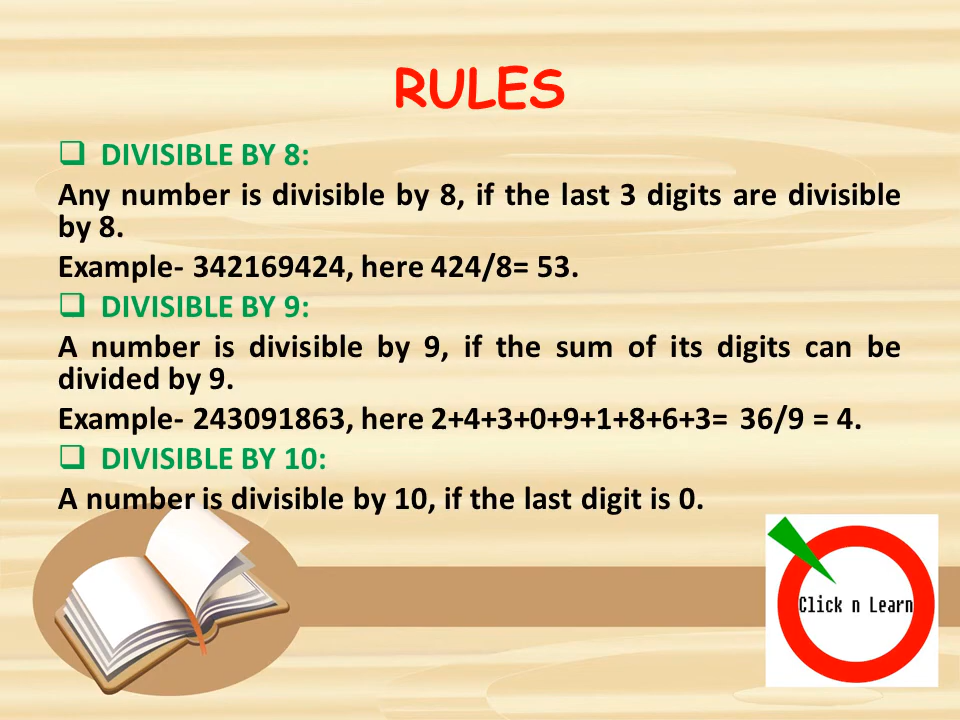 RULES
❑ DIVISIBLE BY 8:
Any number is divisible by 8, if the last 3 digits are divisible
by 8.
Example- 342169424, here 424/8= 53.
❑ DIVISIBLE BY 9:
A number is divisible by 9, if the sum of its digits can be
divided by 9.
Example- 243091863, here 2+4+3+0+9+1+8+6+3= 36/9 = 4.
❑ DIVISIBLE BY 10:
A number is divisible by 10, if the last digit is 0.
Click n Learn